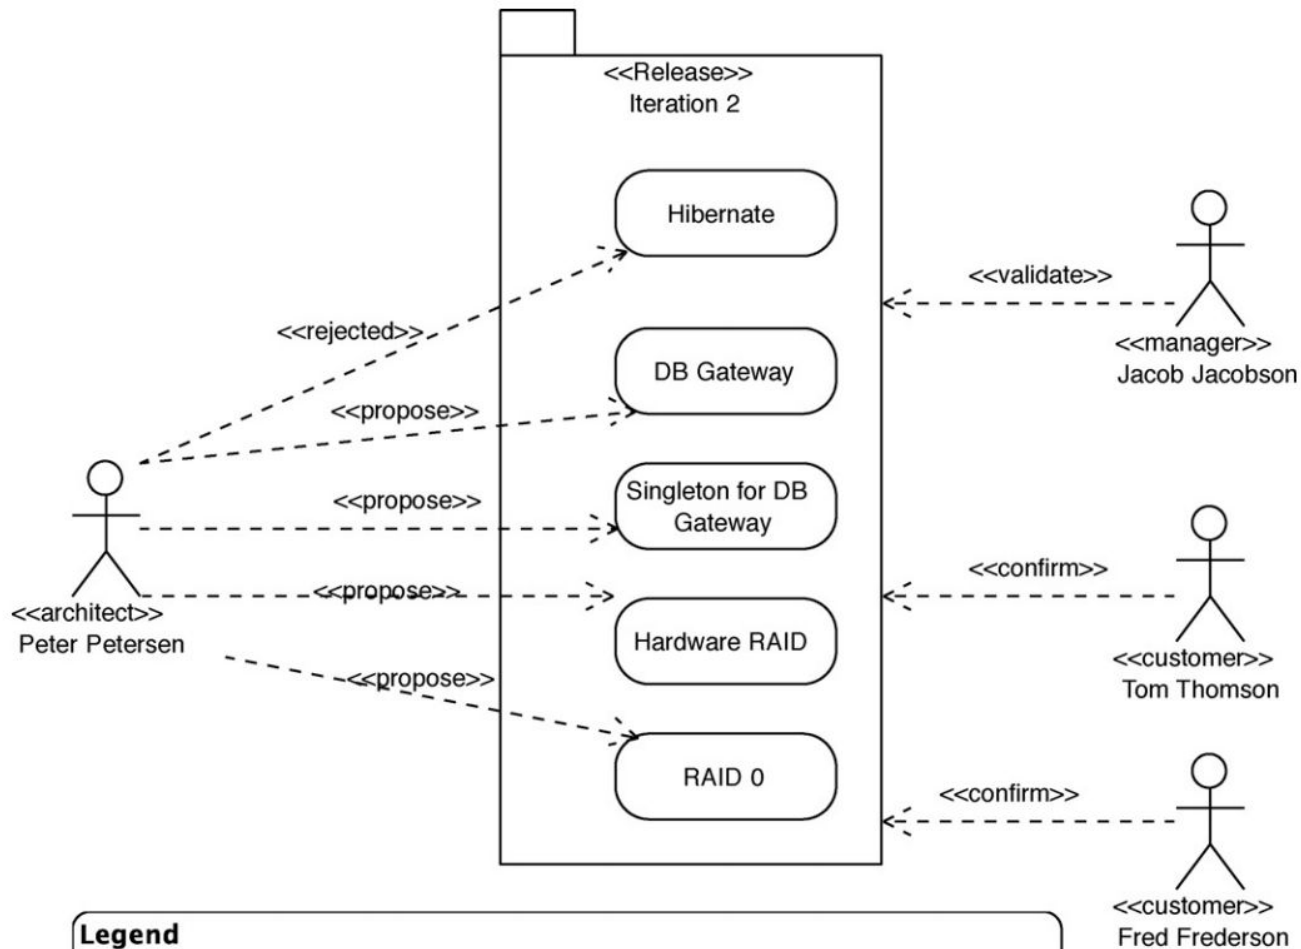 <<Release>>
Iteration 2
Hibernate
<<validate>>
<<rejected>>
<<manager>>
Jacob Jacobson
DB Gateway
<<propose>>
Singleton for DB
Gateway
<<propose>>
<<confirm>>
<<propose>>
<<architect>>
Peter Petersen
Hardware RAID
<<customer>>
Tom Thomson
<<propose>>
RAID 0
<<confirm>>
<<customer>>
Fred Frederson
Legend